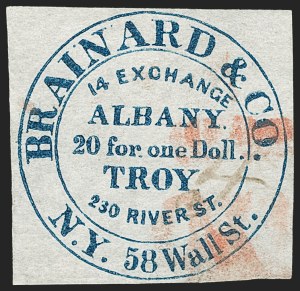 BRAINARD & CO.
14 EXCHANGE
ALBANY.
20 for. one Doll...
TROY
230 RIVER ST.
N.Y. 58 Wall St.